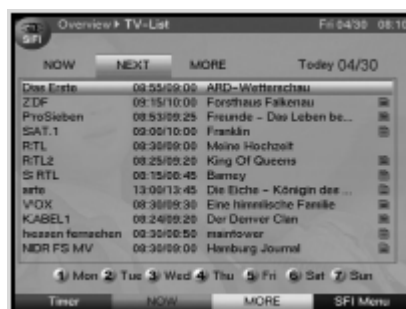 SFI Overview TV-List Fri 04/30 08:10
NOW NEXT MORE Today 04/30
Das Erste 08:55/09:00 ARD-Wetterschau
ZDF 09:15/10:00 Forsthaus Falkenau
ProSieben 08:53/09:25 Freunde - Das Leben be...
SAT.1 09:00/10:00 Franklin
RTL 08:30/09:00 Meine Hochzeit
RTL2 08:25/09:20 King Of Queens
S RTL 08:15/08:45 Barney
arte 13:00/13:45 Die Eiche - Königin des ...
VOX 08:30/09:30 Eine himmlische Familie
KABEL1 08:24/09:20 Der Denver Clan
hessen fernsehen 08:30/08:50 maintower
NDR FS MV 08:30/09:00 Hamburg Journal
1 Mon 2 Tue 3 Wed 4 Thu 5 Fri 6 Sat 7 Sun
Timer NOW MORE SFI Menu